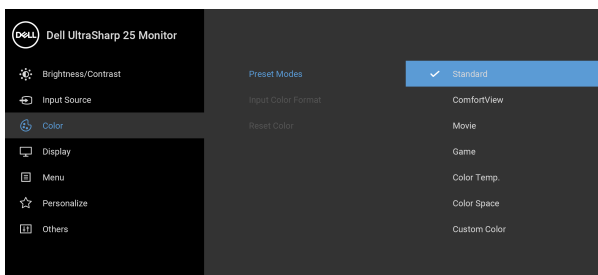 DELL Dell UltraSharp 25 Monitor
Brightness/Contrast
Input Source
Color
Display
Menu
Personalize
Others
Preset Modes
Input Color Format
Reset Color
Standard
ComfortView
Movie
Game
Color Temp.
Color Space
Custom Color